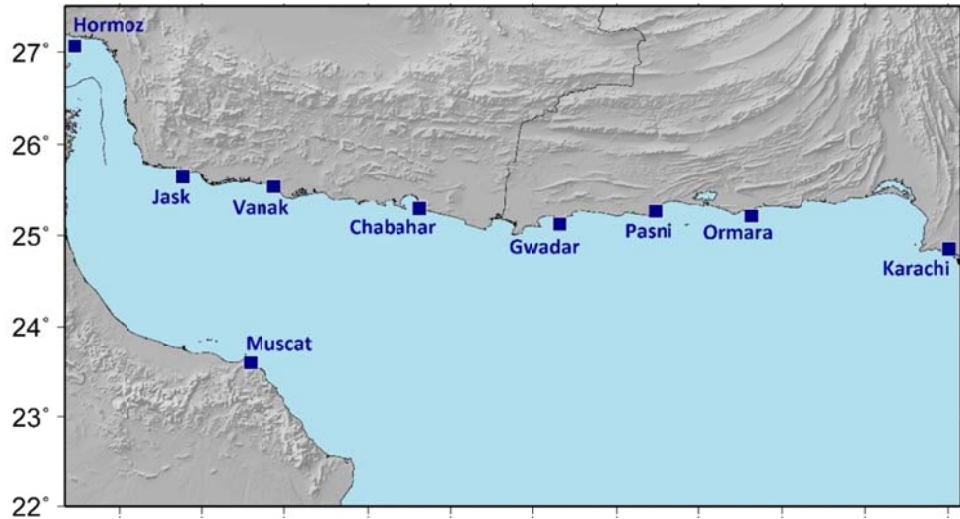 Hormoz
27°
26°
Jask
Vanak
Chabahar
Gwadar
Pasni
Ormara
25°
Karachi
24°
Muscat
23°
22°